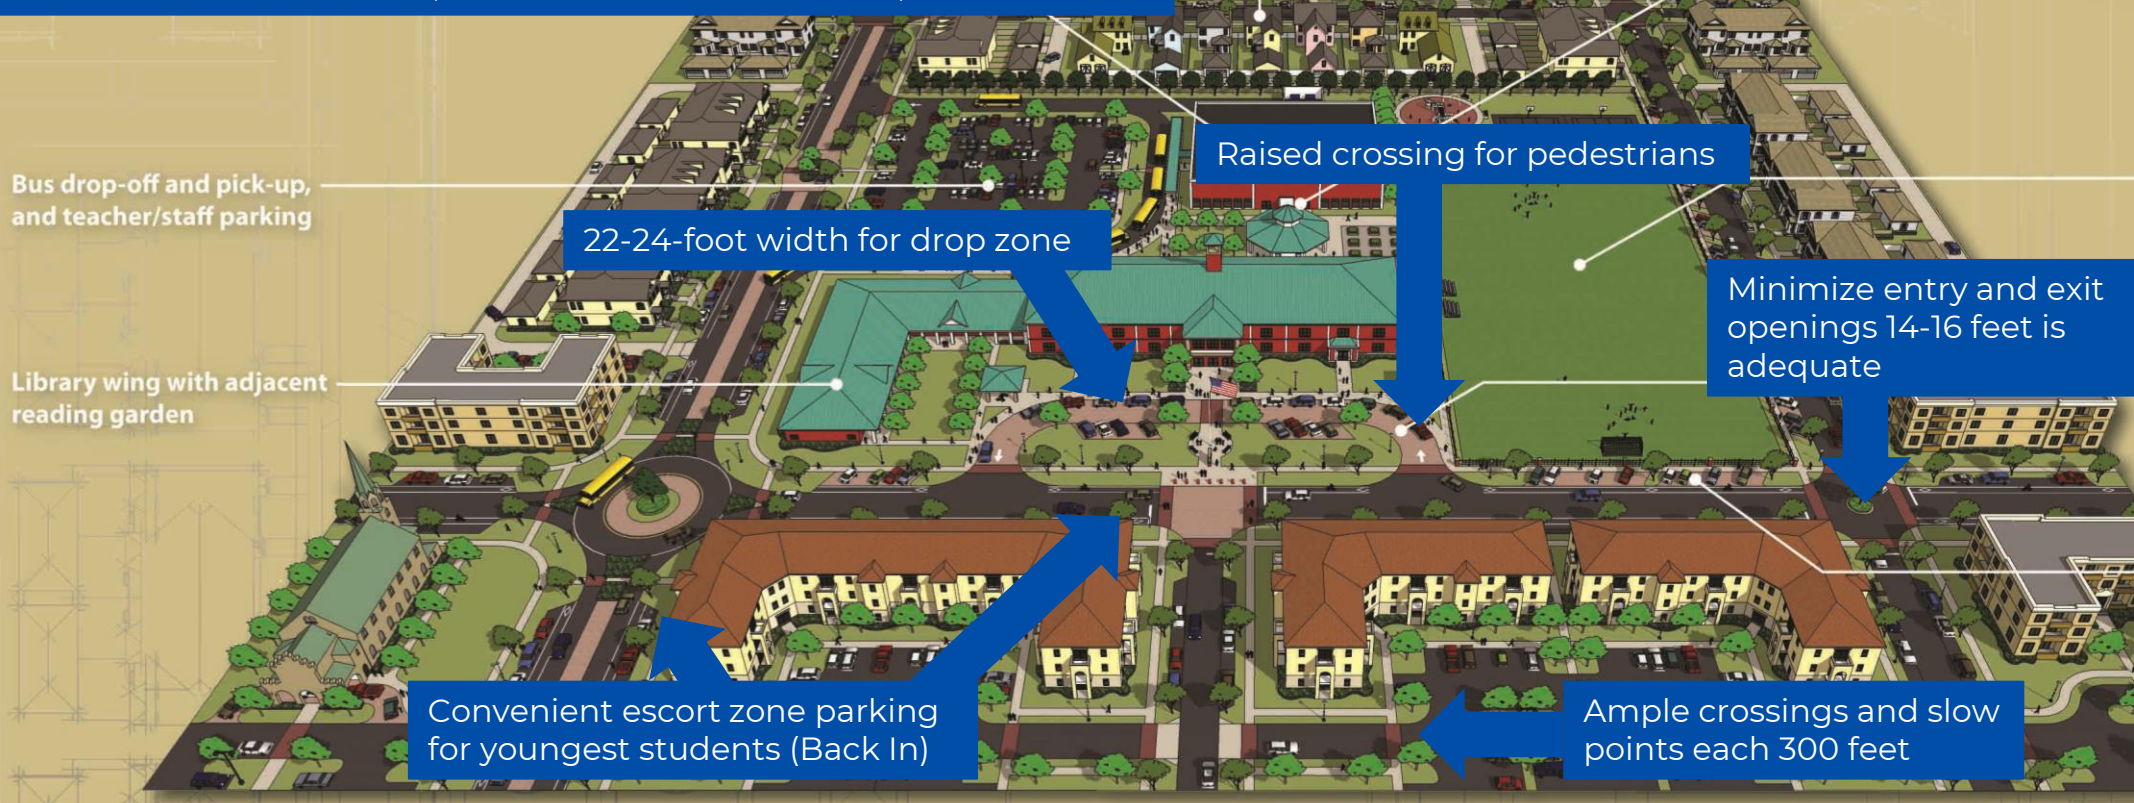 Raised crossing for pedestrians
Bus drop-off and pick-up,
and teacher/staff parking
22-24-foot width for drop zone
Minimize entry and exit
openings 14-16 feet is
adequate
Library wing with adjacent
reading garden
Convenient escort zone parking
for youngest students (Back In)
Ample crossings and slow
points each 300 feet